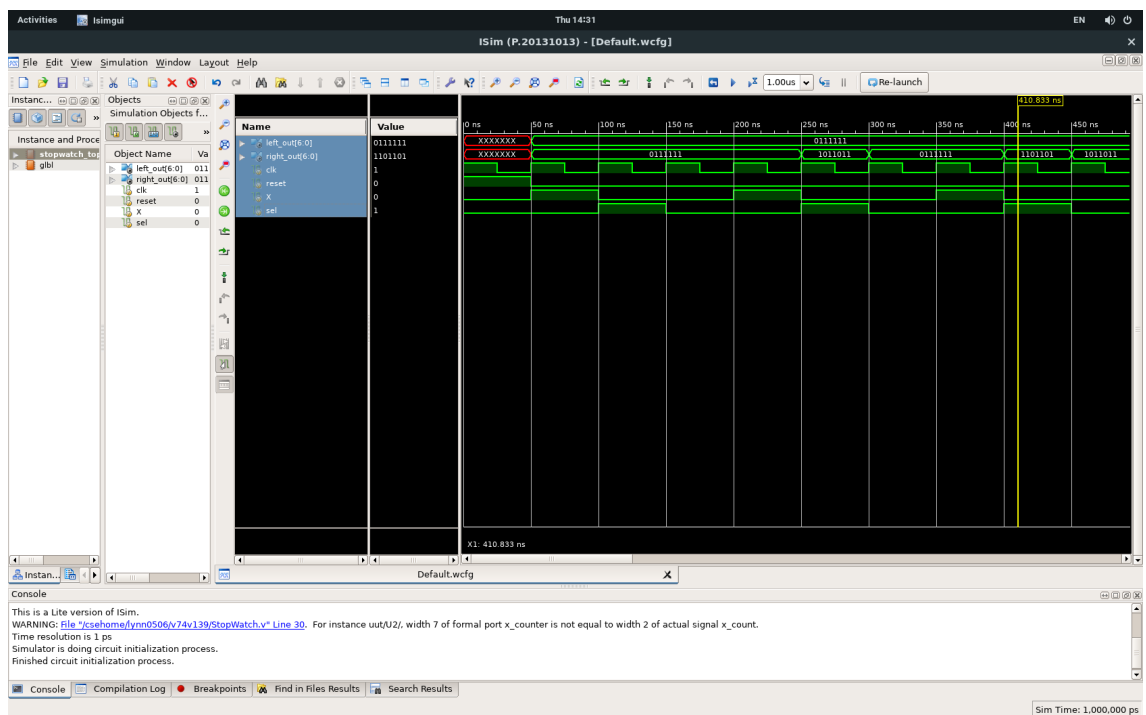 Activities Isimgui Thu 14:31 EN
ISim (P.20131013) - [Default.wcfg]
File Edit View Simulation Window Layout Help
1.00us Re-launch
Instanc... Objects
Simulation Objects f...
Instance and Proce
stopwatch_top
glbl
Object Name Va
left_out[6:0] 011
right_out[6:0] 011
clk 1
reset 0
X 0
sel 0
Name Value
left_out[6:0] 0111111
right_out[6:0] 1101101
clk 1
reset 0
X 0
sel 1
410.833 ns
0 ns 50 ns 100 ns 150 ns 200 ns 250 ns 300 ns 350 ns 400 ns 450 ns
XXXXXXX 0111111
XXXXXXX 0111111 1011011 0111111 1101101 1011011
X1: 410.833 ns
Instan... Default.wcfg
Console
This is a Lite version of ISim.
WARNING: File "/csehome/lynn0506/v74v139/StopWatch.v" Line 30. For instance uut/U2/, width 7 of formal port x_counter is not equal to width 2 of actual signal x_count.
Time resolution is 1 ps
Simulator is doing circuit initialization process.
Finished circuit initialization process.
Console Compilation Log Breakpoints Find in Files Results Search Results
Sim Time: 1,000,000 ps